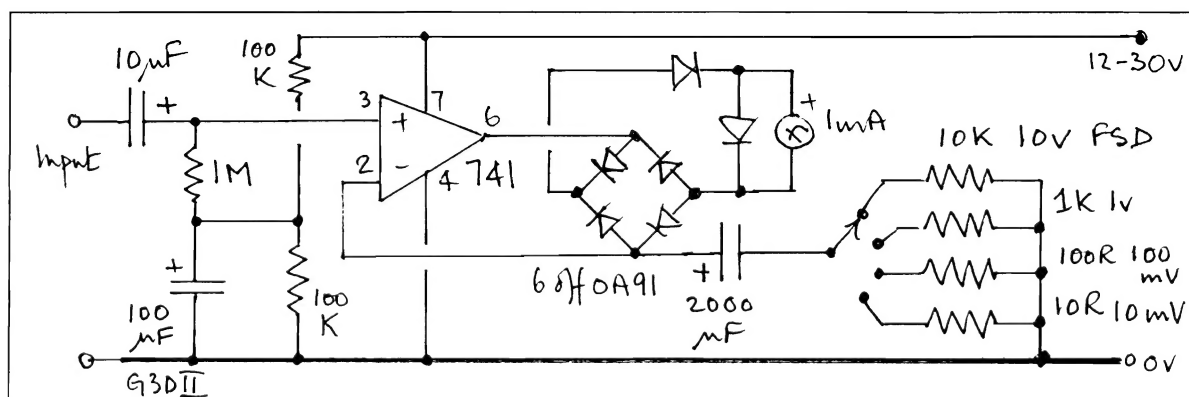 100
K
12-30V
10µF
+
3
7
+
6
+
1mA
Input
1M
2
-
4
741
10K 10V FSD
1K 1V
100R 100
mV
10R 10mV
+
100
µF
100
K
6 off OA91
+
2000
µF
0V
G3DII